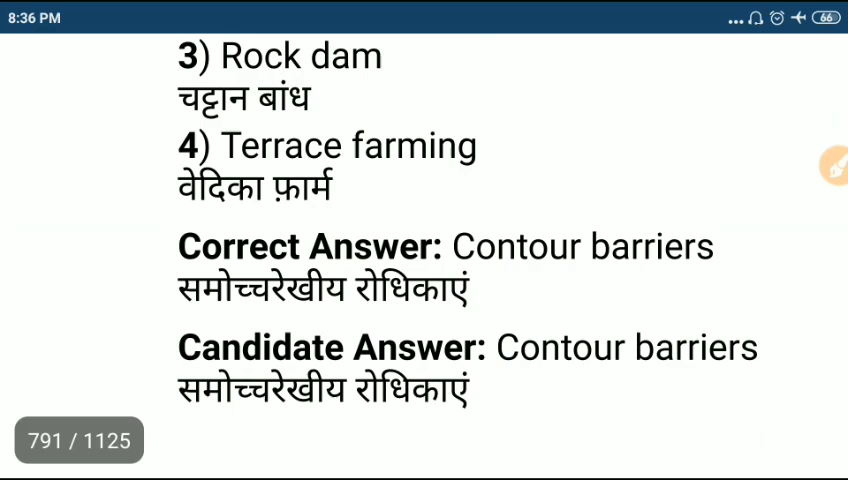 8:36 PM
66
3) Rock dam
चट्टान बांध
4) Terrace farming
वेदिका फ़ार्म
Correct Answer: Contour barriers
समोच्चरेखीय रोधिकाएं
Candidate Answer: Contour barriers
समोच्चरेखीय रोधिकाएं
791 / 1125